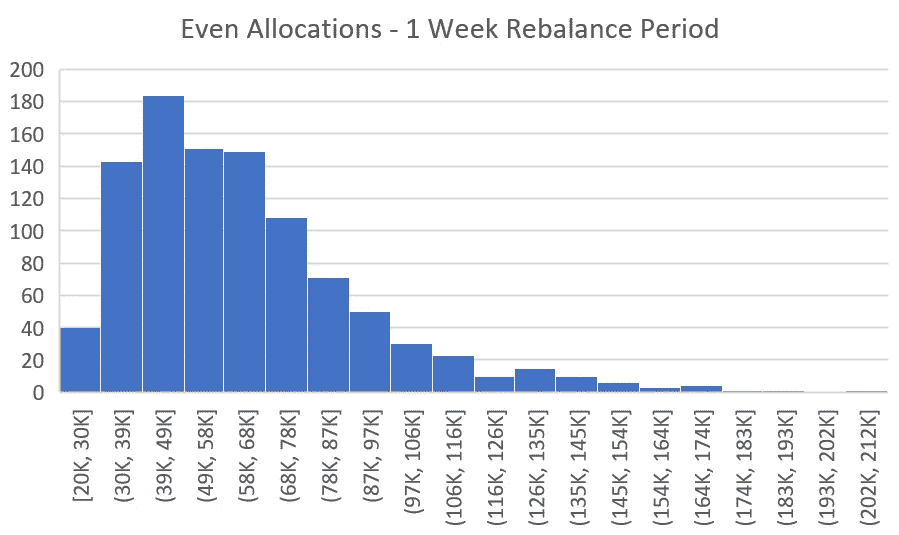 Even Allocations - 1 Week Rebalance Period
200
180
160
140
120
100
80
60
40
20
0
[20K, 30K]
(30K, 39K]
(39K, 49K]
(49K, 58K]
(58K, 68K]
(68K, 78K]
(78K, 87K]
(87K, 97K]
(97K, 106K]
(106K, 116K]
(116K, 126K]
(126K, 135K]
(135K, 145K]
(145K, 154K]
(154K, 164K]
(164K, 174K]
(174K, 183K]
(183K, 193K]
(193K, 202K]
(202K, 212K]